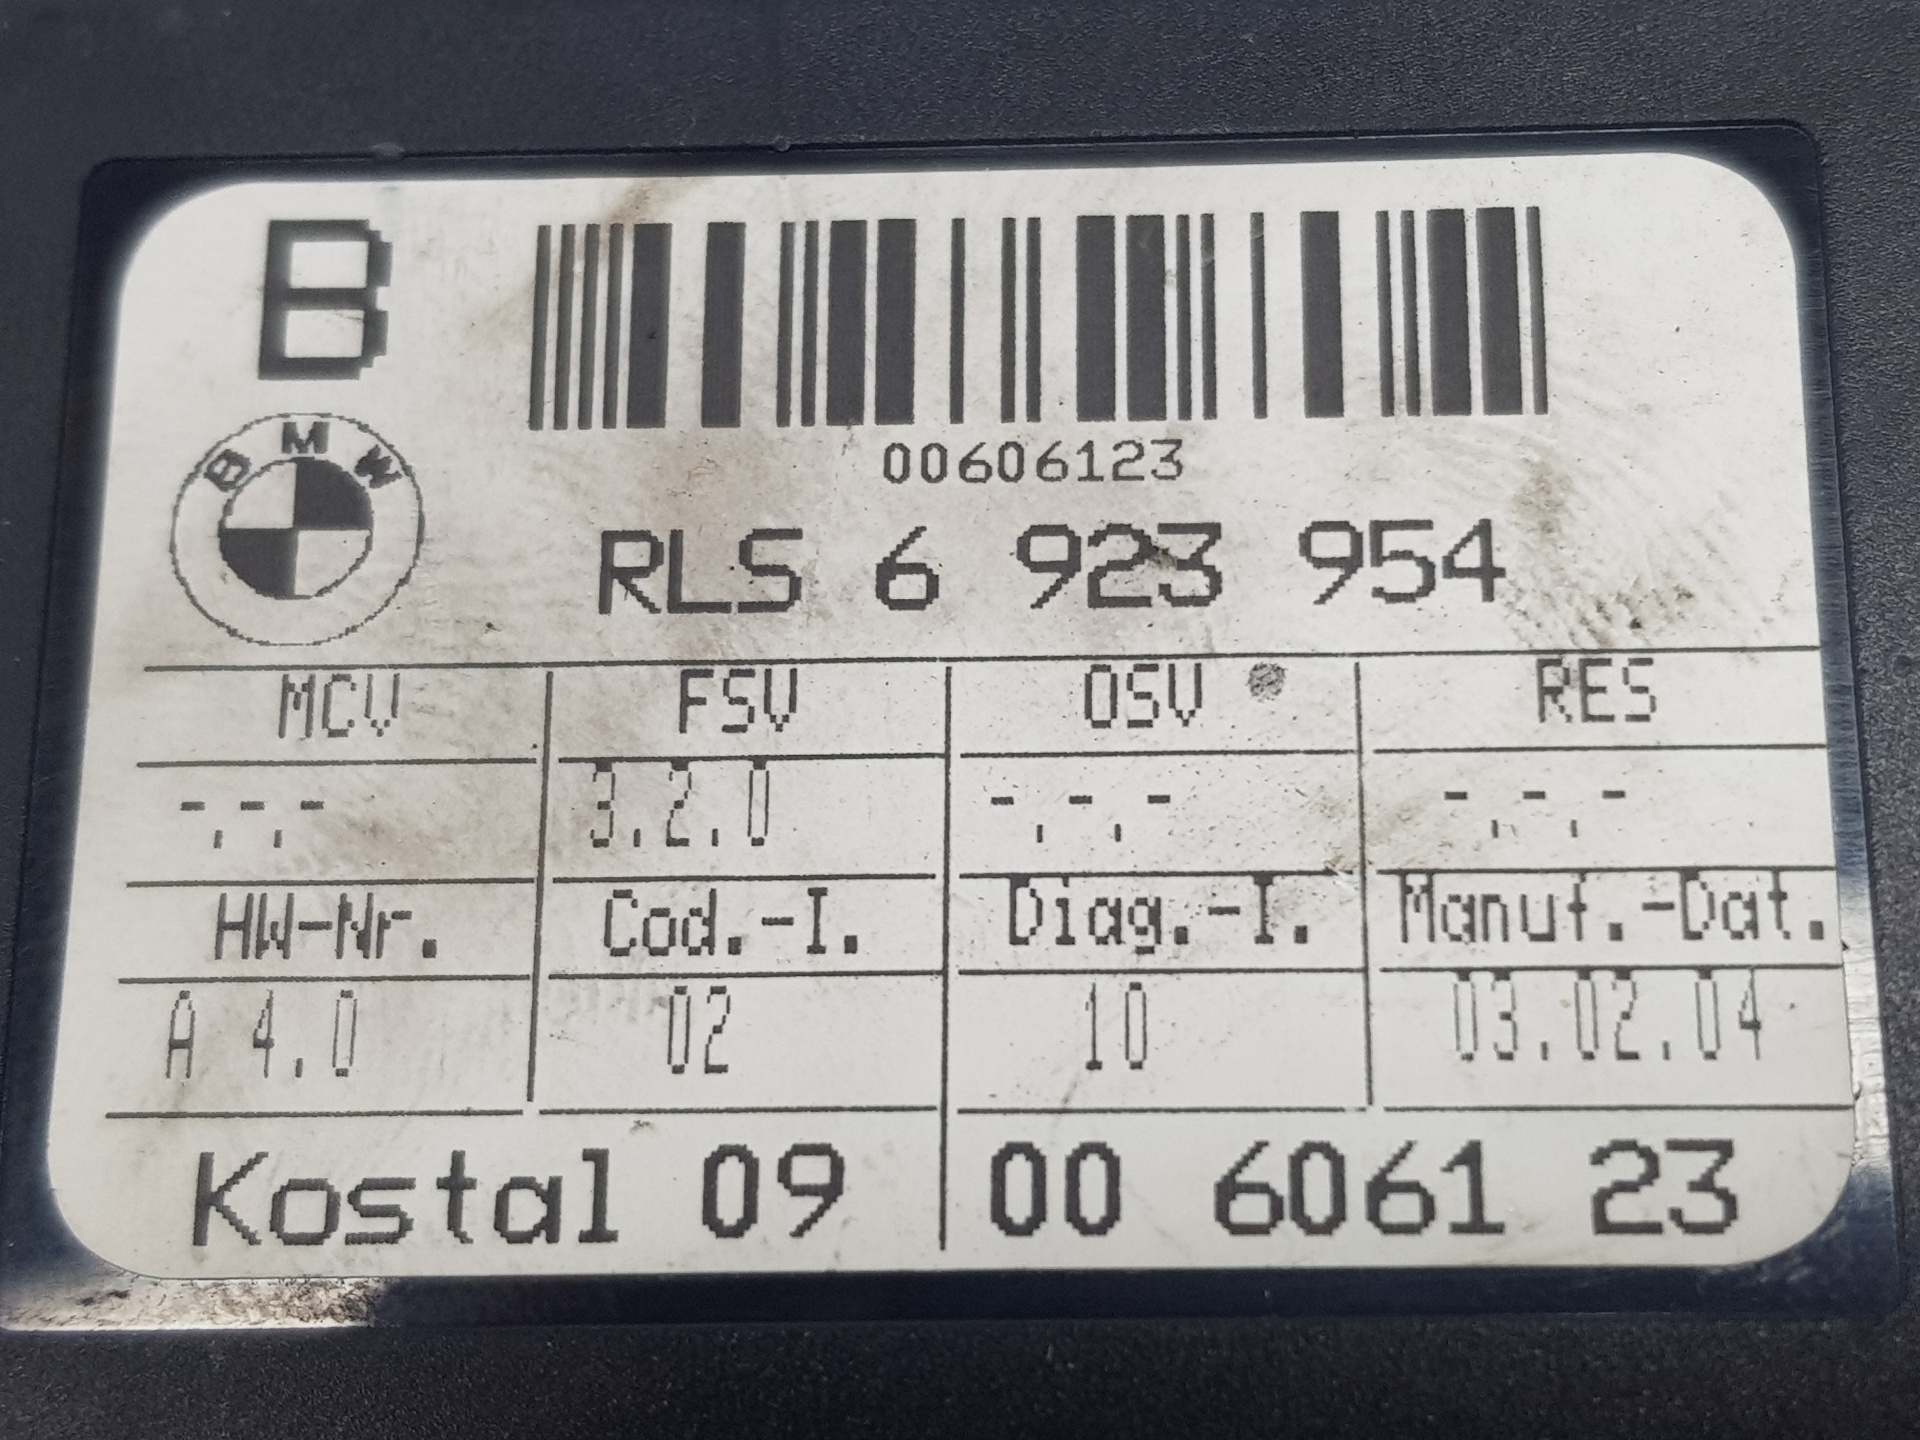 B
BMW
00606123
RLS 6 923 954
MCV FSV OSV RES
-.-.- 3.2.0 -.-.- -.-.-
HW-Nr. Cod.-I. Diag.-I. Manuf.-Dat.
A 4.0 02 10 03.02.04
Kostal 09 00 6061 23